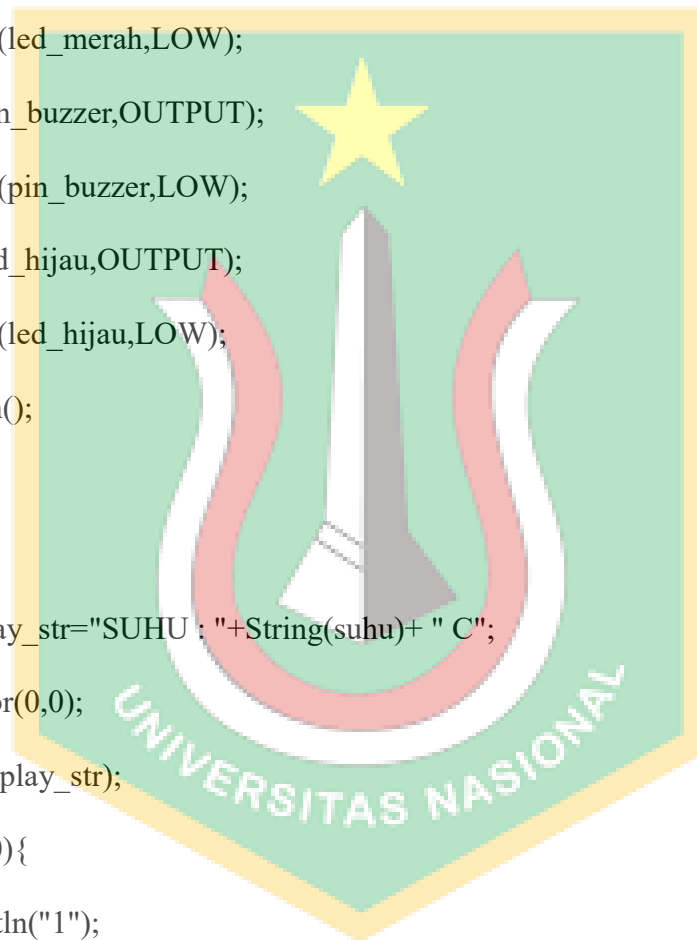 (led_merah,LOW);
n_buzzer,OUTPUT);
(pin_buzzer,LOW);
d_hijau,OUTPUT);
(led_hijau,LOW);
n();
ay_str="SUHU : "+String(suhu)+ " C";
or(0,0);
play_str);
){
tln("1");
UNIVERSITAS NASIONAL